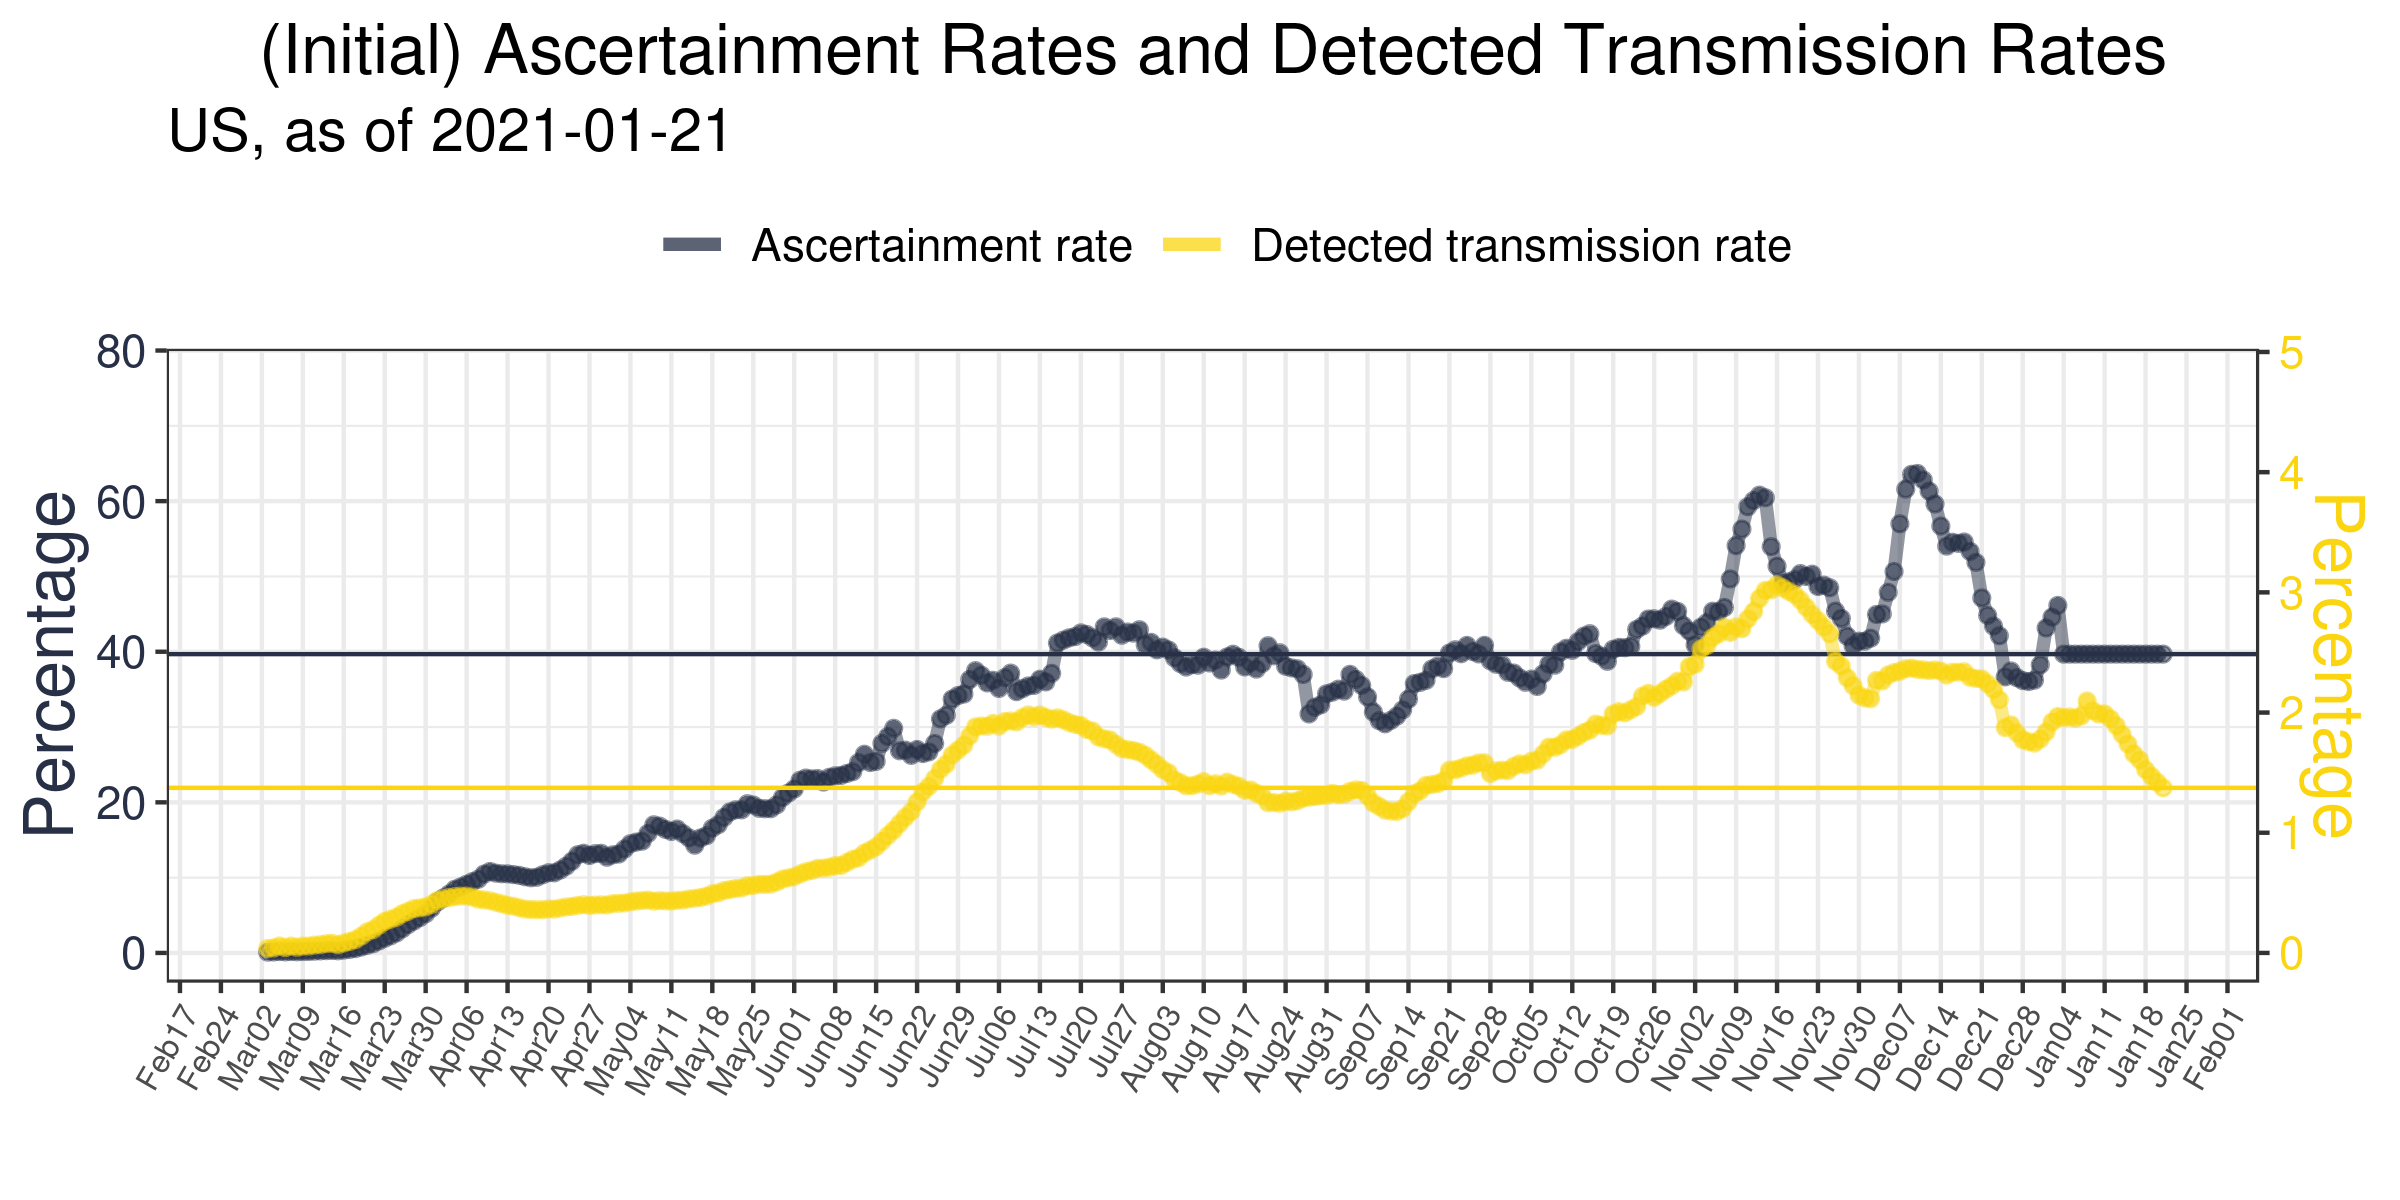 (Initial) Ascertainment Rates and Detected Transmission Rates
US, as of 2021-01-21
Ascertainment rate Detected transmission rate
Percentage
80
60
40
20
0
5
4
3
2
1
0
Percentage
Feb17 Feb24 Mar02 Mar09 Mar16 Mar23 Mar30 Apr06 Apr13 Apr20 Apr27 May04 May11 May18 May25 Jun01 Jun08 Jun15 Jun22 Jun29 Jul06 Jul13 Jul20 Jul27 Aug03 Aug10 Aug17 Aug24 Aug31 Sep07 Sep14 Sep21 Sep28 Oct05 Oct12 Oct19 Oct26 Nov02 Nov09 Nov16 Nov23 Nov30 Dec07 Dec14 Dec21 Dec28 Jan04 Jan11 Jan18 Jan25 Feb01